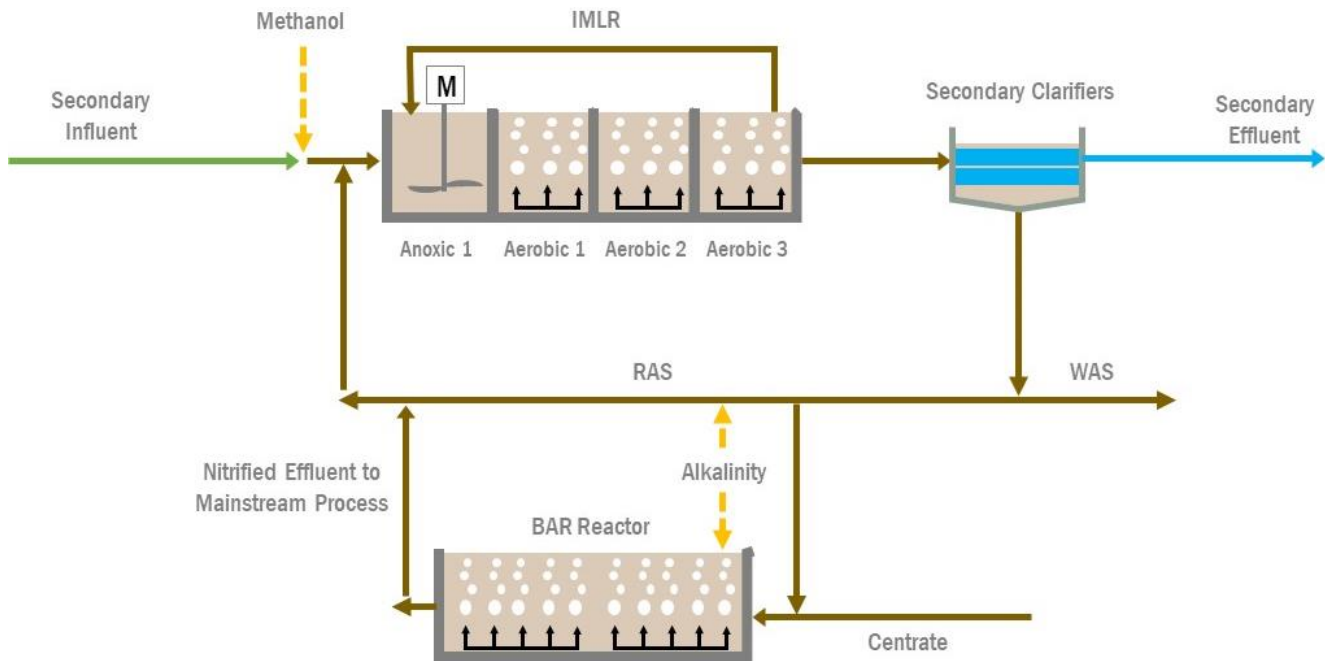 Methanol
IMLR
M
Secondary
Influent
Secondary Clarifiers
Secondary
Effluent
Anoxic 1
Aerobic 1
Aerobic 2
Aerobic 3
RAS
WAS
Nitrified Effluent to
Mainstream Process
Alkalinity
BAR Reactor
Centrate